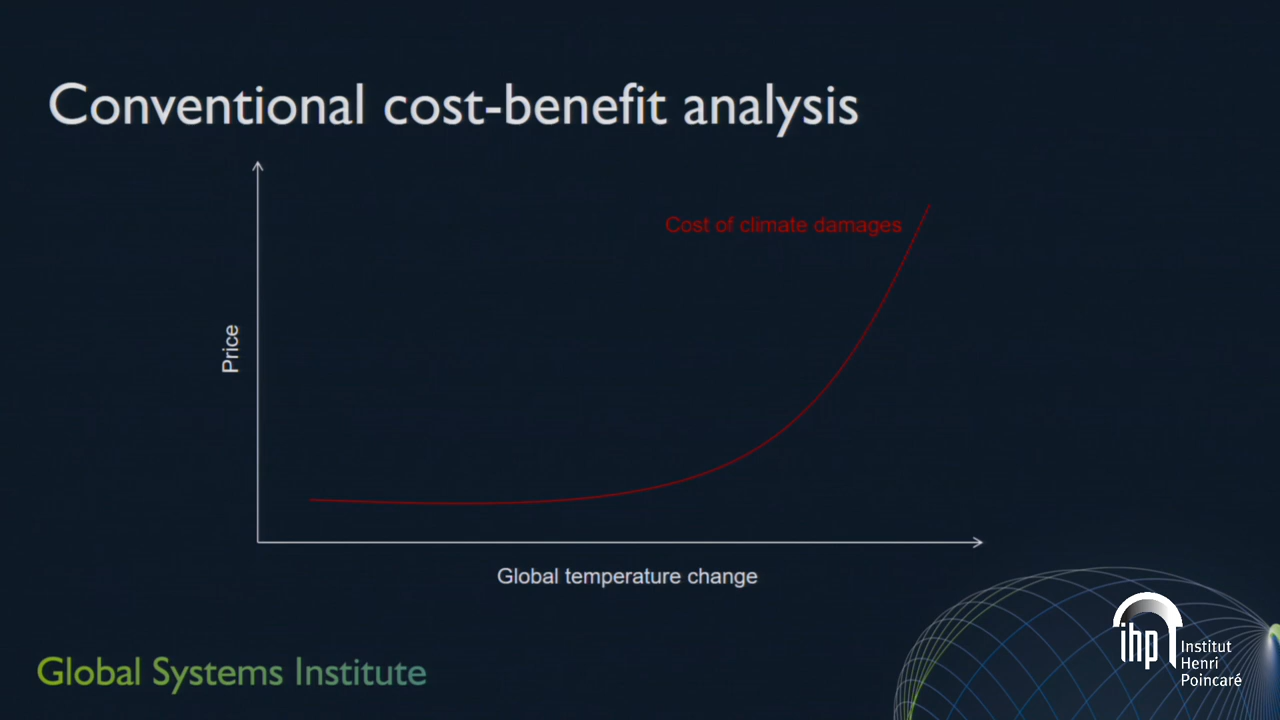 Conventional cost-benefit analysis
Cost of climate damages
Price
Global temperature change
Global Systems Institute
ihp
Institut
Henri
Poincaré